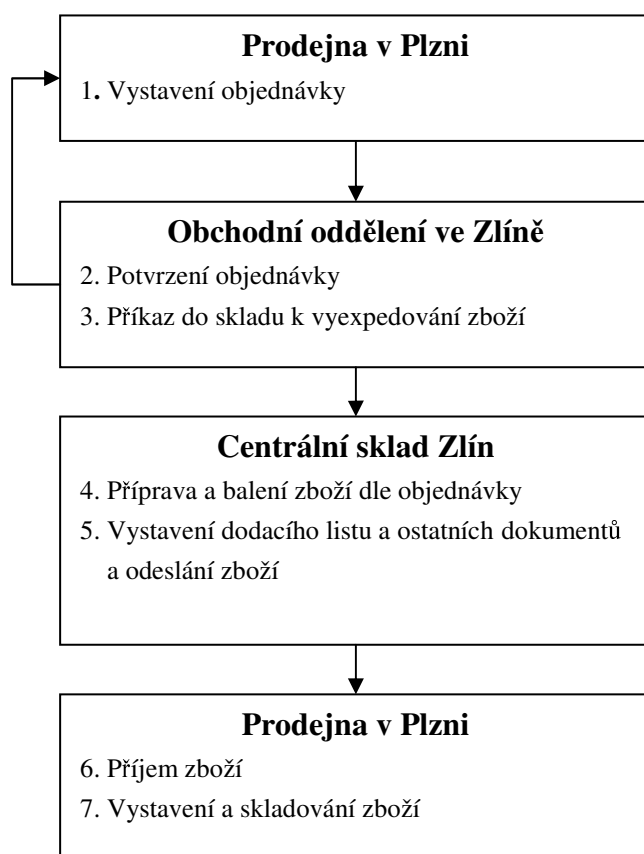 Prodejna v Plzni
1. Vystavení objednávky
Obchodní oddělení ve Zlíně
2. Potvrzení objednávky
3. Příkaz do skladu k vyexpedování zboží
Centrální sklad Zlín
4. Příprava a balení zboží dle objednávky
5. Vystavení dodacího listu a ostatních dokumentů
a odeslání zboží
Prodejna v Plzni
6. Příjem zboží
7. Vystavení a skladování zboží